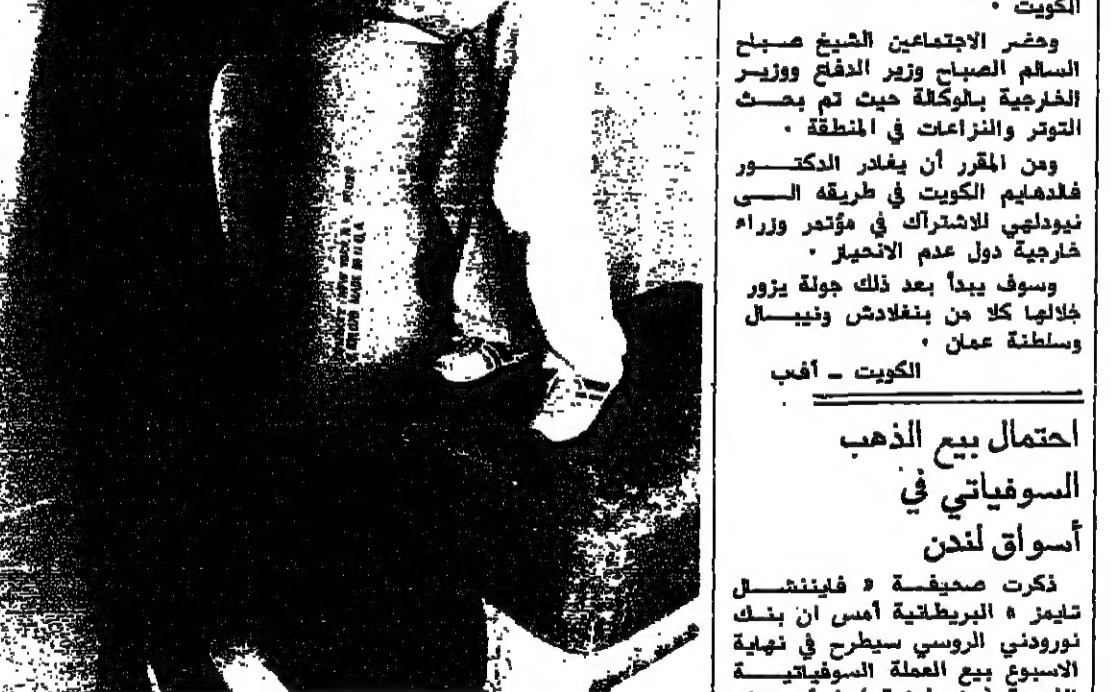 الكويت .
وحضر الاجتماعين الشيخ صباح
السالم الصباح وزير الدفاع ووزير
الخارجية بالوكالة حيث تم بحث
التوتر والنزاعات في المنطقة .
ومن المقرر أن يغادر الدكتور
فالدهايم الكويت في طريقه الى
نيودلهي للاشتراك في مؤتمر وزراء
خارجية دول عدم الانحياز .
وسوف يبدأ بعد ذلك جولة يزور
خلالها كلا من بنغلادش ونيبال
وسلطنة عمان .
الكويت ـ أفب
احتمال بيع الذهب
السوفياتي في
أسواق لندن
ذكرت صحيفة « فايننشال
تايمز » البريطانية أمس ان بنك
نورودني الروسي سيطرح في نهاية
الاسبوع بيع العملة السوفياتية